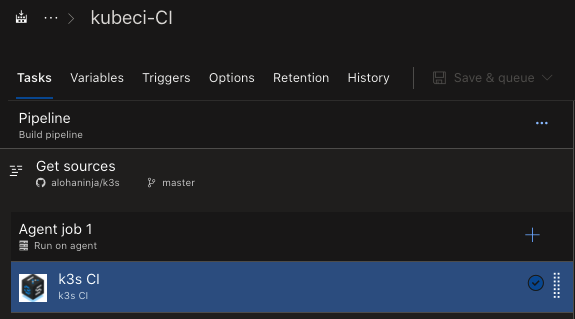 ... > kubeci-CI
Tasks Variables Triggers Options Retention History Save & queue
Pipeline
Build pipeline
...
Get sources
alohaninja/k3s master
Agent job 1
Run on agent
k3s CI
k3s CI